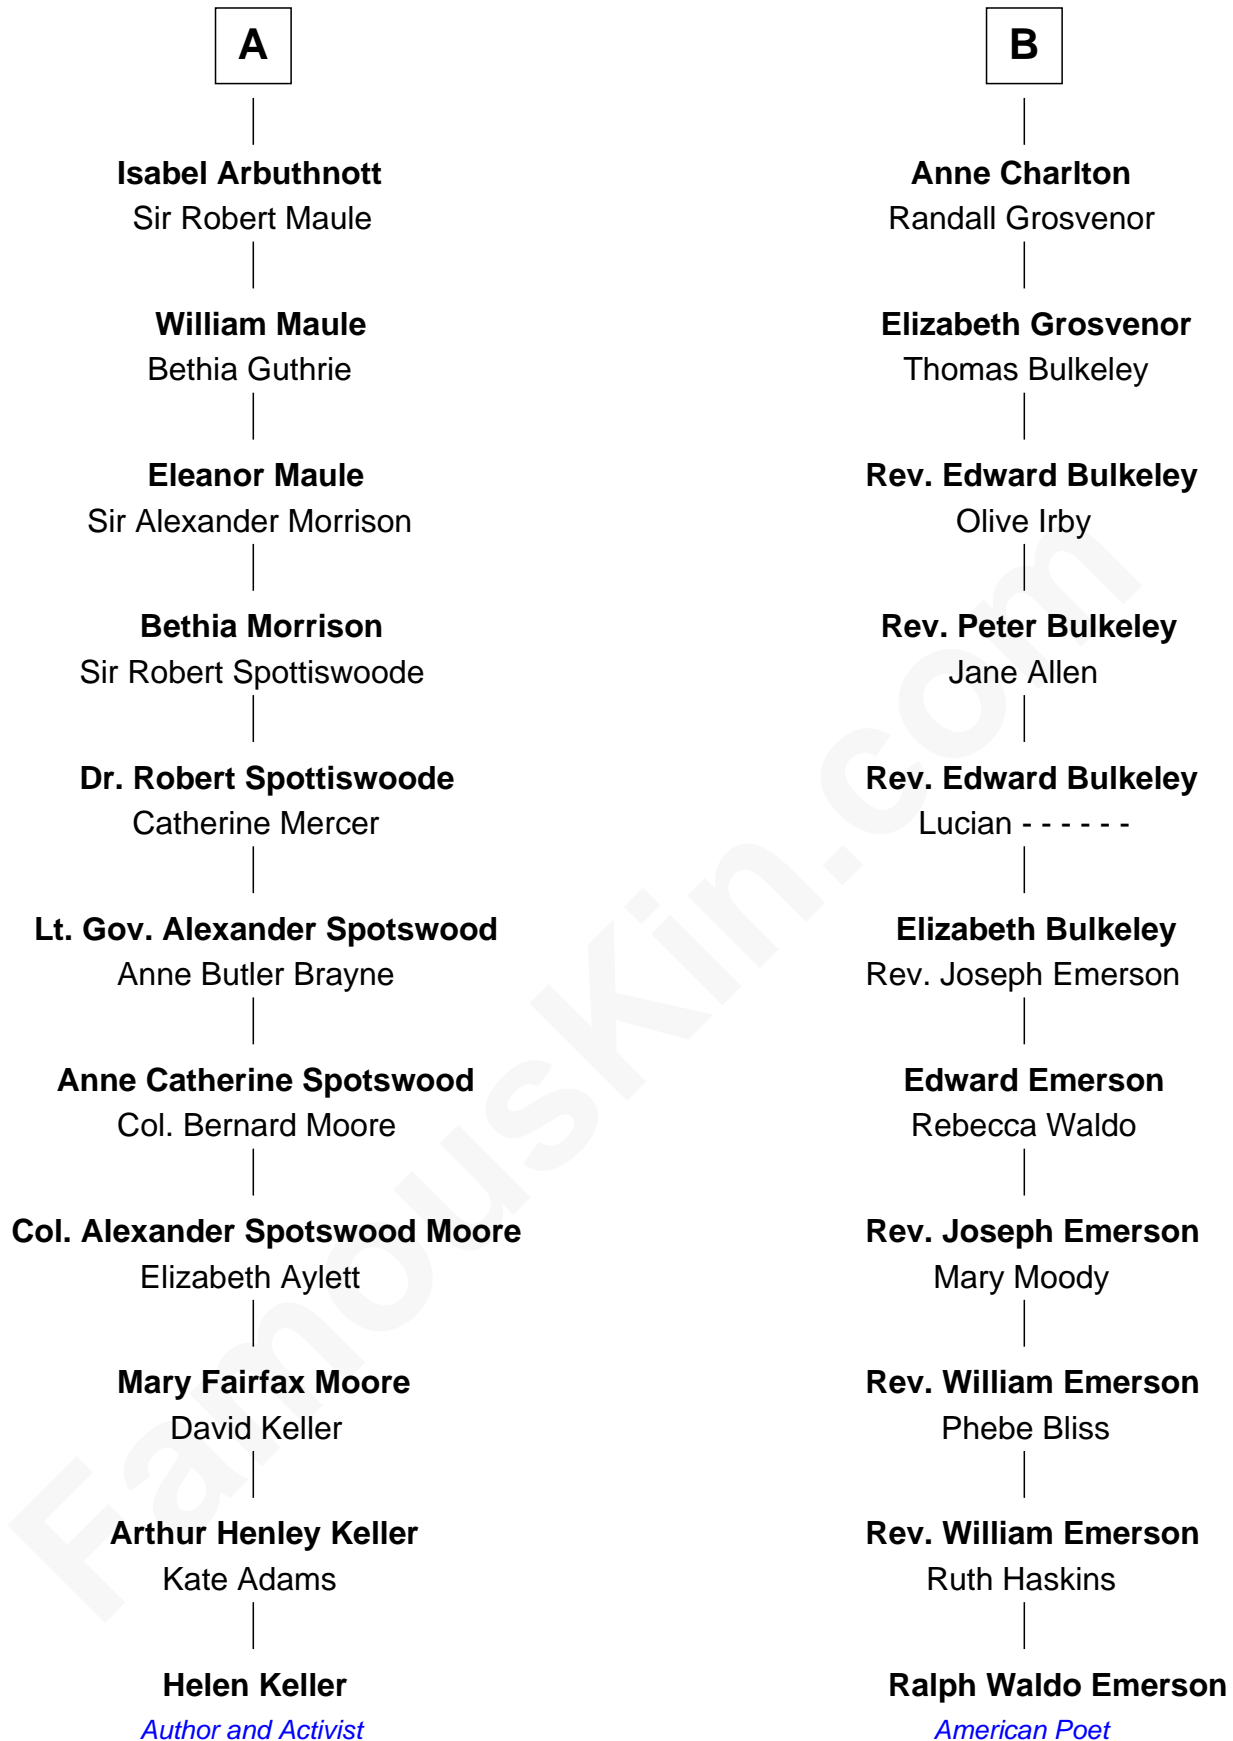 A
Isabel Arbuthnott
Sir Robert Maule
William Maule
Bethia Guthrie
Eleanor Maule
Sir Alexander Morrison
Bethia Morrison
Sir Robert Spottiswoode
Dr. Robert Spottiswoode
Catherine Mercer
Lt. Gov. Alexander Spotswood
Anne Butler Brayne
Anne Catherine Spotswood
Col. Bernard Moore
Col. Alexander Spotswood Moore
Elizabeth Aylett
Mary Fairfax Moore
David Keller
Arthur Henley Keller
Kate Adams
Helen Keller
Author and Activist
B
Anne Charlton
Randall Grosvenor
Elizabeth Grosvenor
Thomas Bulkeley
Rev. Edward Bulkeley
Olive Irby
Rev. Peter Bulkeley
Jane Allen
Rev. Edward Bulkeley
Lucian - - - - - -
Elizabeth Bulkeley
Rev. Joseph Emerson
Edward Emerson
Rebecca Waldo
Rev. Joseph Emerson
Mary Moody
Rev. William Emerson
Phebe Bliss
Rev. William Emerson
Ruth Haskins
Ralph Waldo Emerson
American Poet
FamousKin.com